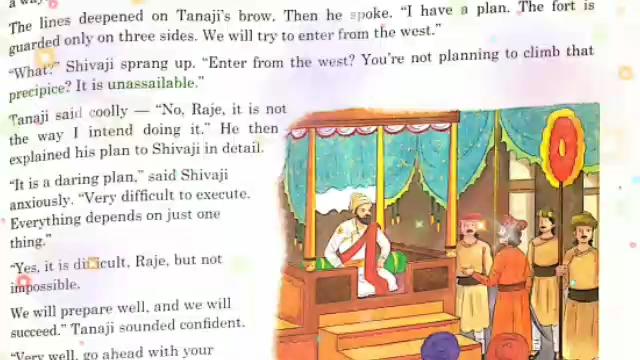 The lines deepened on Tanaji's brow. Then he spoke. "I have a plan. The fort is
guarded only on three sides. We will try to enter from the west."
"What?" Shivaji sprang up. "Enter from the west? You're not planning to climb that
precipice? It is unassailable."
Tanaji said coolly — "No, Raje, it is not
the way I intend doing it." He then
explained his plan to Shivaji in detail.
"It is a daring plan," said Shivaji
anxiously. "Very difficult to execute.
Everything depends on just one
thing."
"Yes, it is difficult, Raje, but not
impossible.
We will prepare well, and we will
succeed." Tanaji sounded confident.
"Very well, go ahead with your